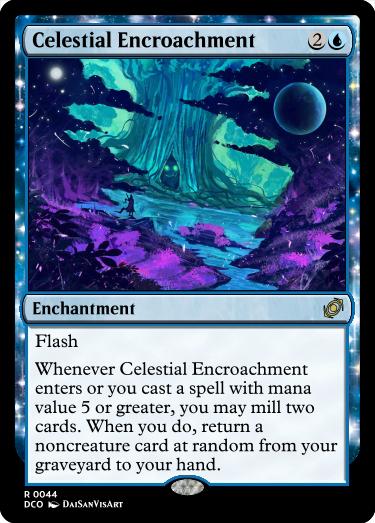 Celestial Encroachment 2
Enchantment
Flash
Whenever Celestial Encroachment
enters or you cast a spell with mana
value 5 or greater, you may mill two
cards. When you do, return a
noncreature card at random from your
graveyard to your hand.
R 0044
DCO DaiSanVisArt